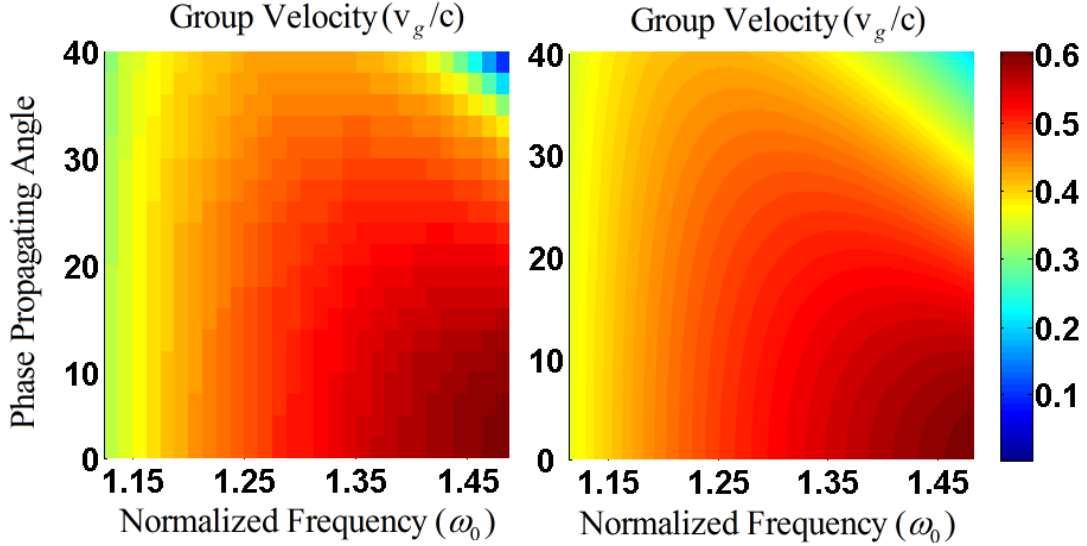 Group Velocity (v_g/c)
Group Velocity (v_g/c)
Phase Propagating Angle
40
30
20
10
0
1.15 1.25 1.35 1.45
Normalized Frequency (ω_0)
40
30
20
10
0
1.15 1.25 1.35 1.45
Normalized Frequency (ω_0)
0.6
0.5
0.4
0.3
0.2
0.1